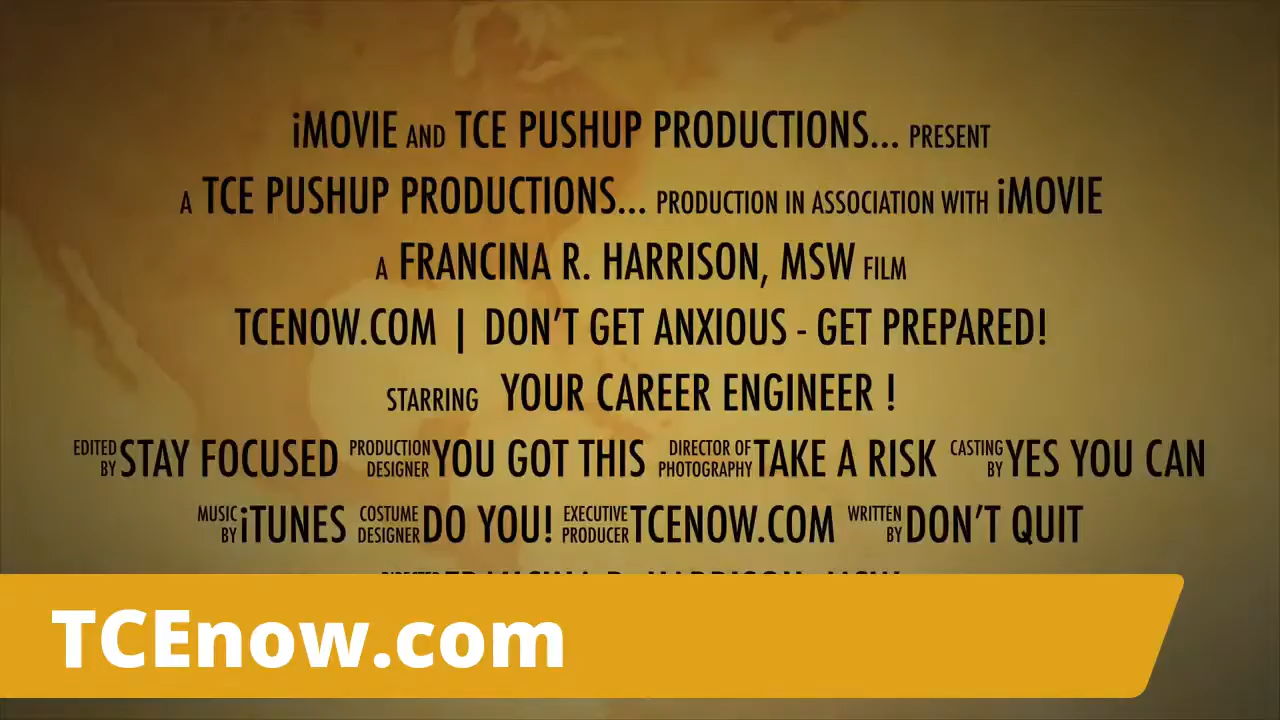 iMOVIE AND TCE PUSHUP PRODUCTIONS... PRESENT
A TCE PUSHUP PRODUCTIONS... PRODUCTION IN ASSOCIATION WITH iMOVIE
A FRANCINA R. HARRISON, MSW FILM
TCENOW.COM | DON'T GET ANXIOUS - GET PREPARED!
STARRING YOUR CAREER ENGINEER !
EDITED BY STAY FOCUSED PRODUCTION DESIGNER YOU GOT THIS DIRECTOR OF PHOTOGRAPHY TAKE A RISK CASTING BY YES YOU CAN
MUSIC BY iTUNES COSTUME DESIGNER DO YOU! EXECUTIVE PRODUCER TCENOW.COM WRITTEN BY DON'T QUIT
TCEnow.com